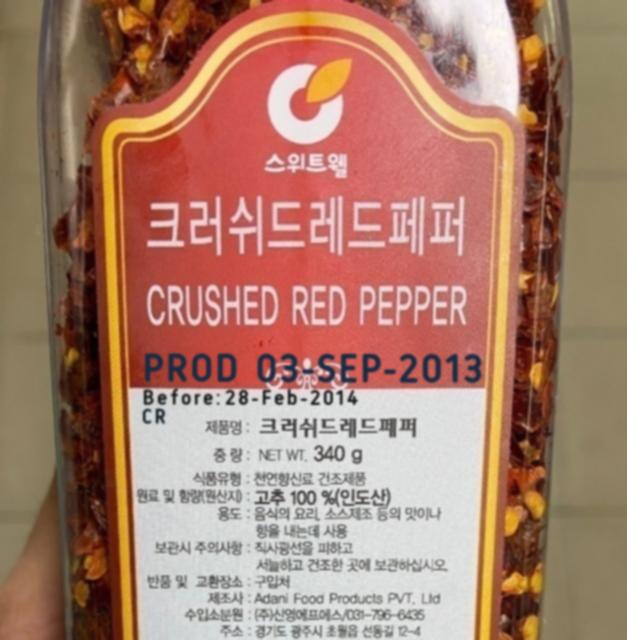 스위트웰
크러쉬드레드페퍼
CRUSHED RED PEPPER
PROD 03-SEP-2013
Before:28-Feb-2014
CR
제품명 : 크러쉬드레드페퍼
중 량 : NET WT. 340 g
식품유형 : 천연향신료 건조제품
원료 및 함량(원산지) : 고추 100 %(인도산)
용도 : 음식의 요리, 소스제조 등의 맛이나
향을 내는데 사용
보관시 주의사항 : 직사광선을 피하고
서늘하고 건조한 곳에 보관하십시오.
반품 및 교환장소 : 구입처
제조사 : Adani Food Products PVT. Ltd
수입소분원 : (주)신영에프에스/031-796-6435
주소 : 경기도 광주시 초월읍 선동길 12-4